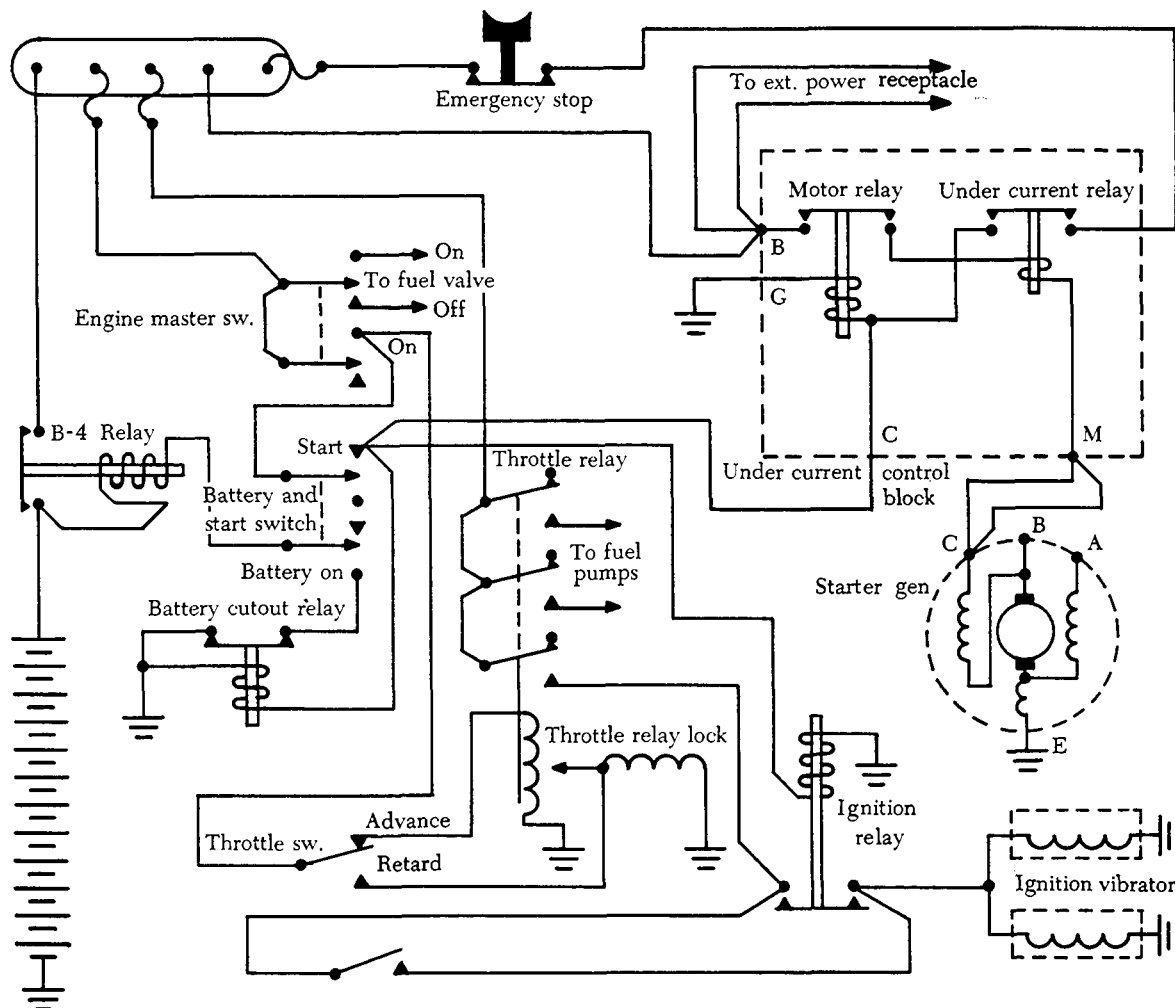 Emergency stop
To ext. power receptacle
Motor relay
Under current relay
B
G
On
To fuel valve
Off
Engine master sw.
On
B-4 Relay
Start
Throttle relay
C
M
Under current control
block
Battery and
start switch
To fuel
pumps
Battery on
C
B
A
Starter gen
Battery cutout relay
E
Throttle relay lock
Ignition
relay
Advance
Throttle sw.
Retard
Ignition vibrator